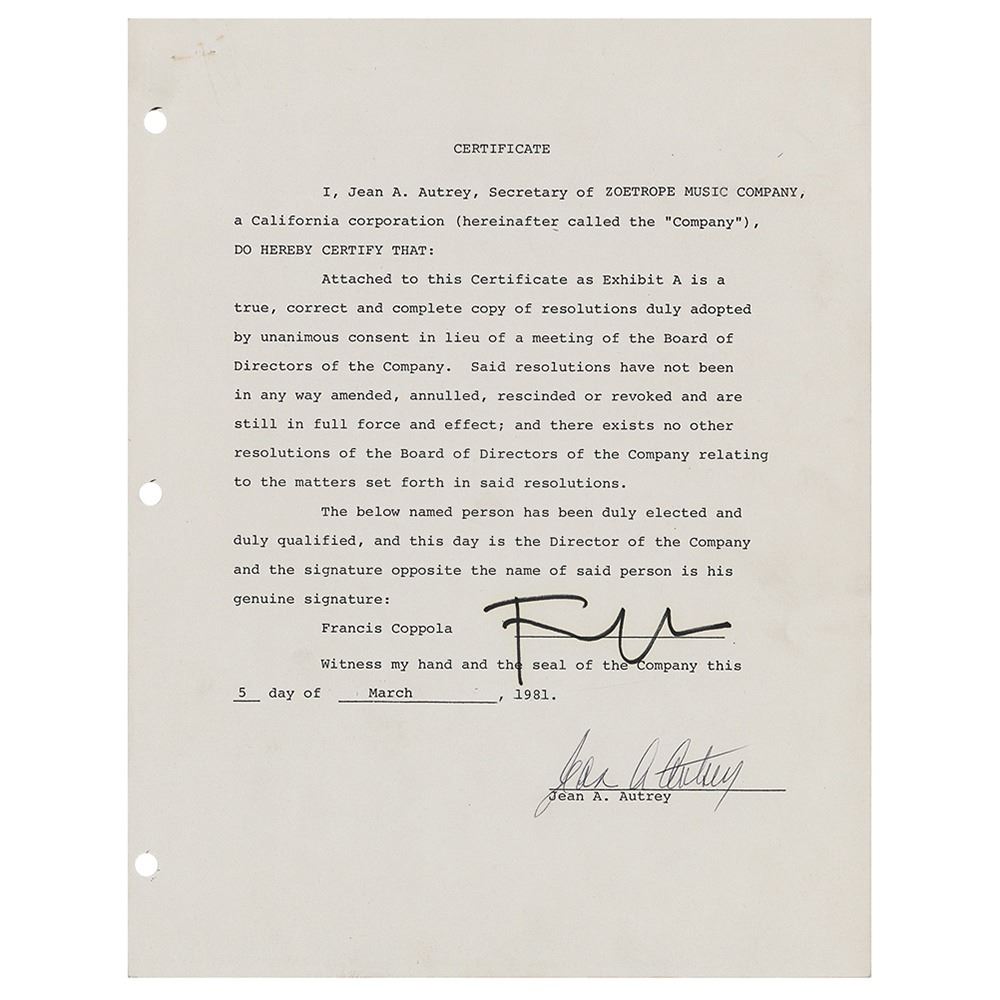 CERTIFICATE
I, Jean A. Autrey, Secretary of ZOETROPE MUSIC COMPANY,
a California corporation (hereinafter called the "Company"),
DO HEREBY CERTIFY THAT:
Attached to this Certificate as Exhibit A is a
true, correct and complete copy of resolutions duly adopted
by unanimous consent in lieu of a meeting of the Board of
Directors of the Company. Said resolutions have not been
in any way amended, annulled, rescinded or revoked and are
still in full force and effect; and there exists no other
resolutions of the Board of Directors of the Company relating
to the matters set forth in said resolutions.
The below named person has been duly elected and
duly qualified, and this day is the Director of the Company
and the signature opposite the name of said person is his
genuine signature:
Francis Coppola
Witness my hand and the seal of the Company this
5 day of March, 1981.
Jean A Autrey
Jean A. Autrey